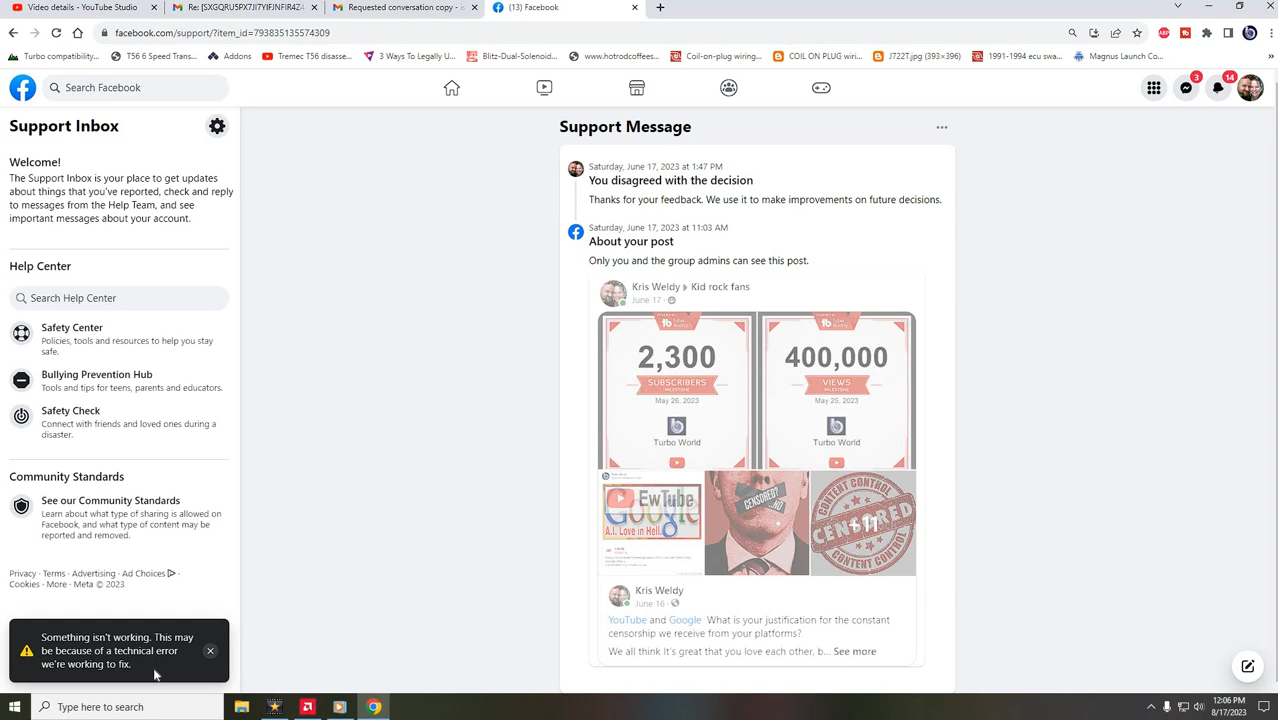 Video details - YouTube Studio
Re: [SXGQRU5PX7JI7YIFJNFIR4Z4
Requested conversation copy - i
(13) Facebook
facebook.com/support/?item_id=793835135574309
Turbo compatibility...
T56 6 Speed Trans...
Addons
Tremec T56 disasse...
3 Ways To Legally U...
Blitz-Dual-Solenoid...
www.hotrodcoffees...
Coil-on-plug wiring...
COIL ON PLUG wiri...
J722T.jpg (393×396)
1991-1994 ecu swa...
Magnus Launch Co...
Search Facebook
3
14
Support Inbox
Welcome!
The Support Inbox is your place to get updates
about things that you've reported, check and reply
to messages from the Help Team, and see
important messages about your account.
Help Center
Search Help Center
Safety Center
Policies, tools and resources to help you stay
safe.
Bullying Prevention Hub
Tools and tips for teens, parents and educators.
Safety Check
Connect with friends and loved ones during a
disaster.
Community Standards
See our Community Standards
Learn about what type of sharing is allowed on
Facebook, and what type of content may be
reported and removed.
Privacy · Terms · Advertising · Ad Choices ·
Cookies · More · Meta © 2023
Something isn't working. This may
be because of a technical error
we're working to fix.
Support Message
Saturday, June 17, 2023 at 1:47 PM
You disagreed with the decision
Thanks for your feedback. We use it to make improvements on future decisions.
Saturday, June 17, 2023 at 11:03 AM
About your post
Only you and the group admins can see this post.
Kris Weldy ▸ Kid rock fans
June 17 ·
2,300
SUBSCRIBERS
MILESTONE
May 26, 2023
Turbo World
400,000
VIEWS
MILESTONE
May 25, 2023
Turbo World
EwTube
Google
A.I. Love in Hell.
CENSORED?
...NO
CONTENT CONTROL
CENSORED
+11
Kris Weldy
June 16 ·
YouTube and Google What is your justification for the constant
censorship we receive from your platforms?
We all think it's great that you love each other, b... See more
Type here to search
12:06 PM
8/17/2023